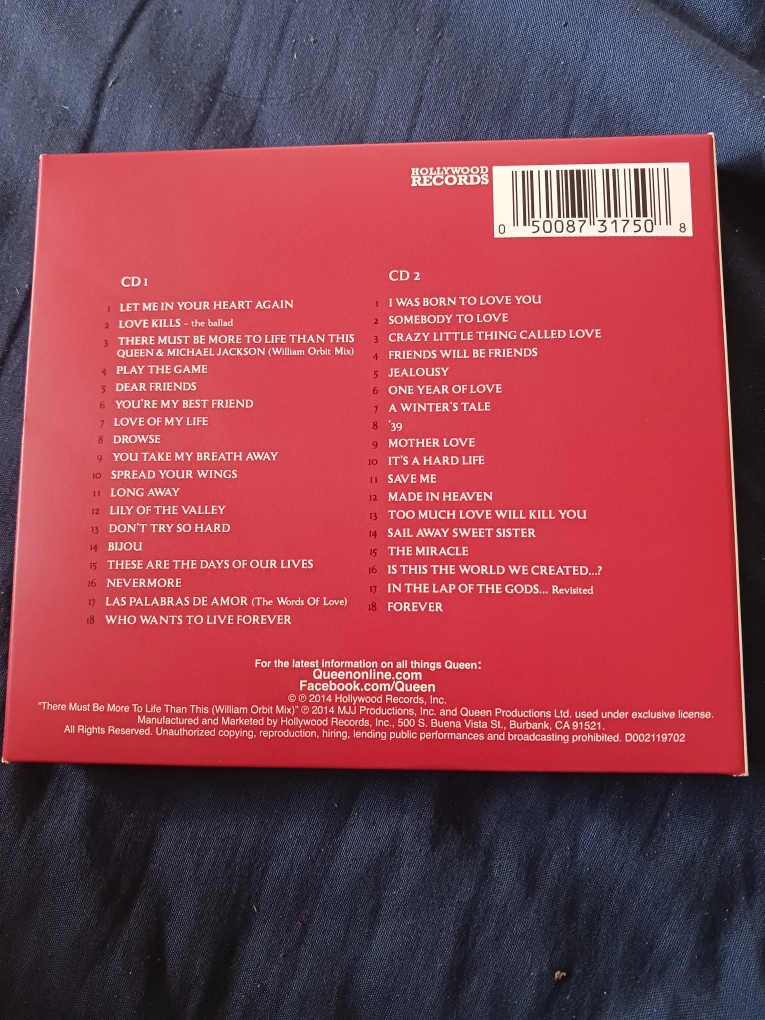 HOLLYWOOD
RECORDS
0 50087 31750 8
CD 1
1 LET ME IN YOUR HEART AGAIN
2 LOVE KILLS – the ballad
3 THERE MUST BE MORE TO LIFE THAN THIS
QUEEN & MICHAEL JACKSON (William Orbit Mix)
4 PLAY THE GAME
5 DEAR FRIENDS
6 YOU'RE MY BEST FRIEND
7 LOVE OF MY LIFE
8 DROWSE
9 YOU TAKE MY BREATH AWAY
10 SPREAD YOUR WINGS
11 LONG AWAY
12 LILY OF THE VALLEY
13 DON'T TRY SO HARD
14 BIJOU
15 THESE ARE THE DAYS OF OUR LIVES
16 NEVERMORE
17 LAS PALABRAS DE AMOR (The Words Of Love)
18 WHO WANTS TO LIVE FOREVER
CD 2
1 I WAS BORN TO LOVE YOU
2 SOMEBODY TO LOVE
3 CRAZY LITTLE THING CALLED LOVE
4 FRIENDS WILL BE FRIENDS
5 JEALOUSY
6 ONE YEAR OF LOVE
7 A WINTER'S TALE
8 '39
9 MOTHER LOVE
10 IT'S A HARD LIFE
11 SAVE ME
12 MADE IN HEAVEN
13 TOO MUCH LOVE WILL KILL YOU
14 SAIL AWAY SWEET SISTER
15 THE MIRACLE
16 IS THIS THE WORLD WE CREATED...?
17 IN THE LAP OF THE GODS... Revisited
18 FOREVER
For the latest information on all things Queen:
Queenonline.com
Facebook.com/Queen
© ℗ 2014 Hollywood Records, Inc.
"There Must Be More To Life Than This (William Orbit Mix)" ℗ 2014 MJJ Productions, Inc. and Queen Productions Ltd. used under exclusive license.
Manufactured and Marketed by Hollywood Records, Inc., 500 S. Buena Vista St., Burbank, CA 91521.
All Rights Reserved. Unauthorized copying, reproduction, hiring, lending public performances and broadcasting prohibited. D002119702